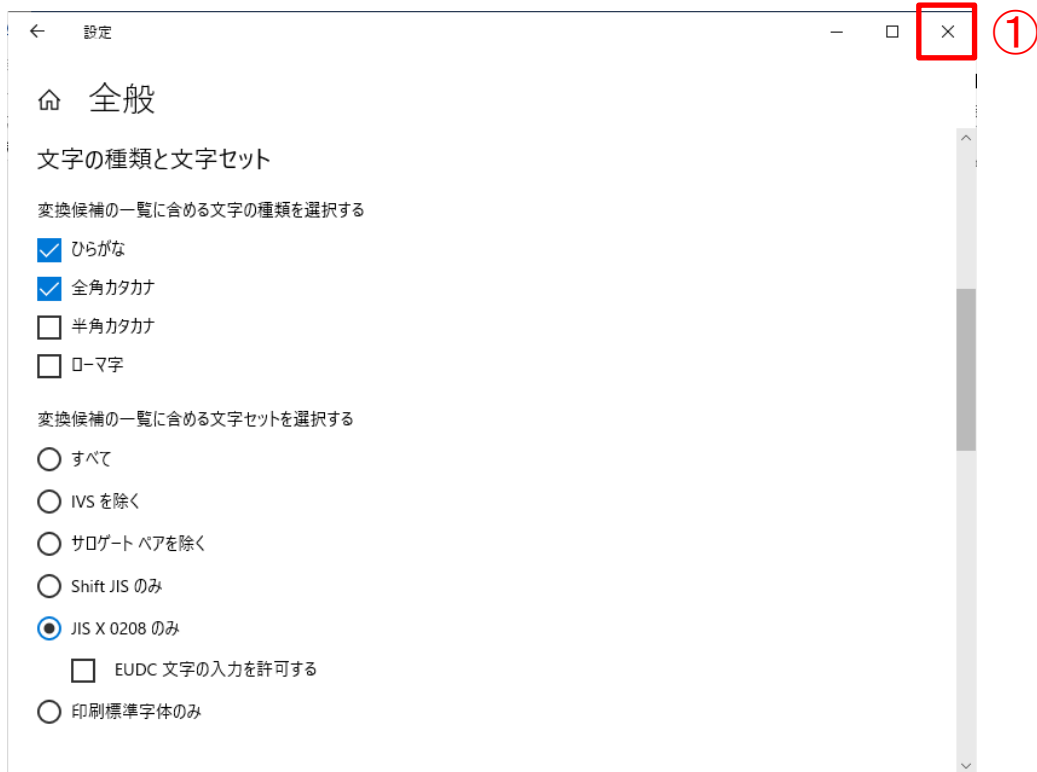 設定
①
全般
文字の種類と文字セット
変換候補の一覧に含める文字の種類を選択する
ひらがな
全角カタカナ
半角カタカナ
ローマ字
変換候補の一覧に含める文字セットを選択する
すべて
IVS を除く
サロゲート ペアを除く
Shift JIS のみ
JIS X 0208 のみ
EUDC 文字の入力を許可する
印刷標準字体のみ